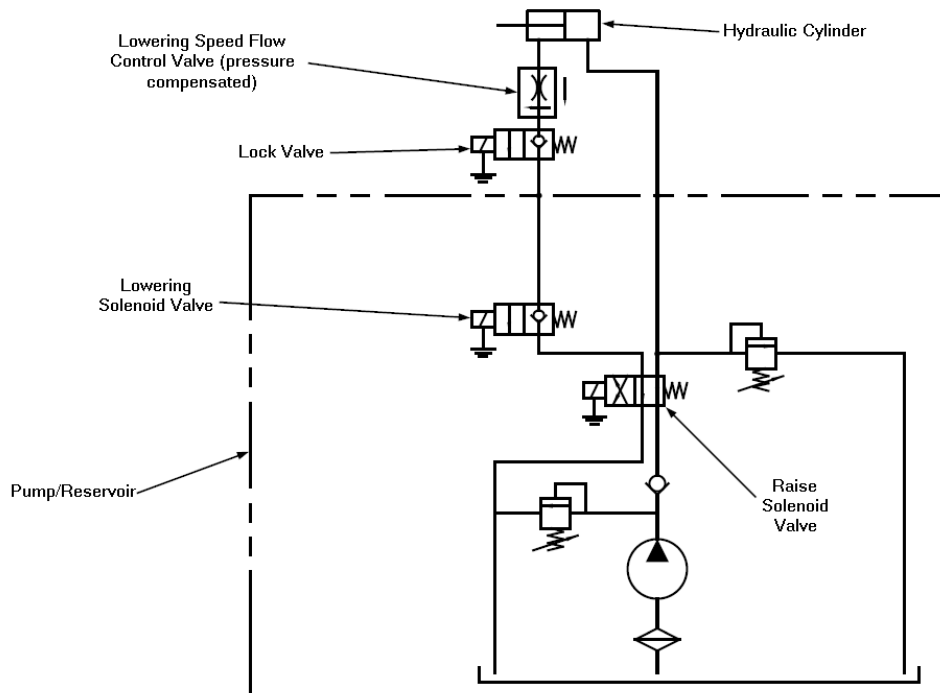 Lowering Speed Flow
Control Valve (pressure
compensated)
Hydraulic Cylinder
Lock Valve
Lowering
Solenoid Valve
Pump/Reservoir
Raise
Solenoid
Valve